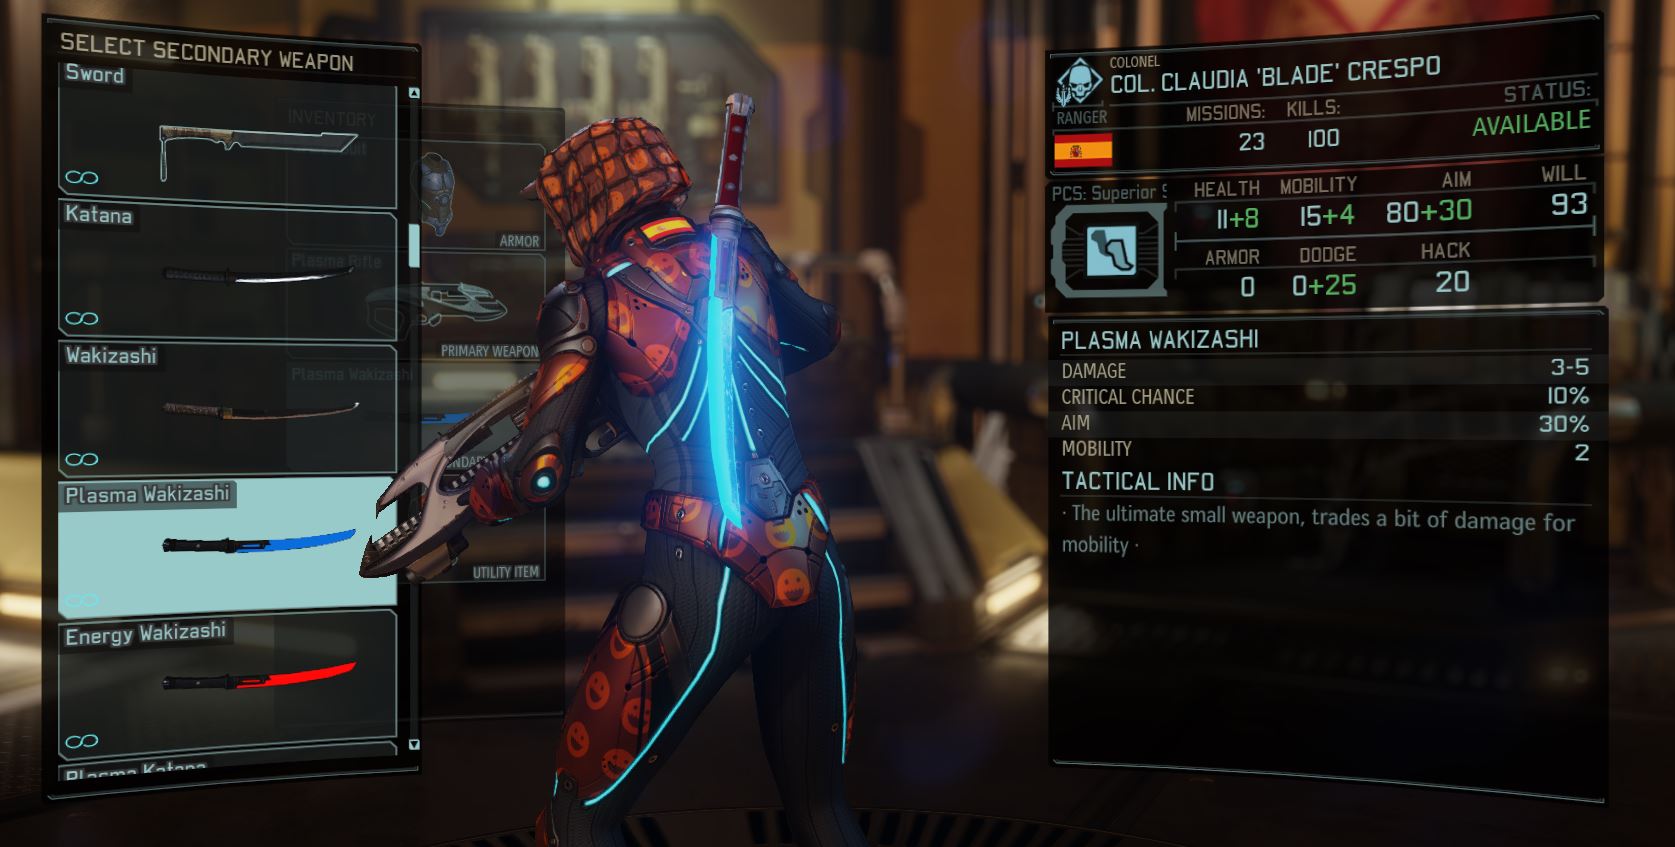 SELECT SECONDARY WEAPON
Sword
Katana
Wakizashi
Plasma Wakizashi
Energy Wakizashi
Plasma Katana
INVENTORY
ARMOR
Plasma Rifle
PRIMARY WEAPON
Plasma Wakizashi
UTILITY ITEM
COLONEL
COL. CLAUDIA 'BLADE' CRESPO
RANGER
MISSIONS: KILLS: STATUS:
23 100 AVAILABLE
PCS: Superior
HEALTH MOBILITY AIM WILL
11+8 15+4 80+30 93
ARMOR DODGE HACK
0 0+25 20
PLASMA WAKIZASHI
DAMAGE 3-5
CRITICAL CHANCE 10%
AIM 30%
MOBILITY 2
TACTICAL INFO
· The ultimate small weapon, trades a bit of damage for
mobility ·